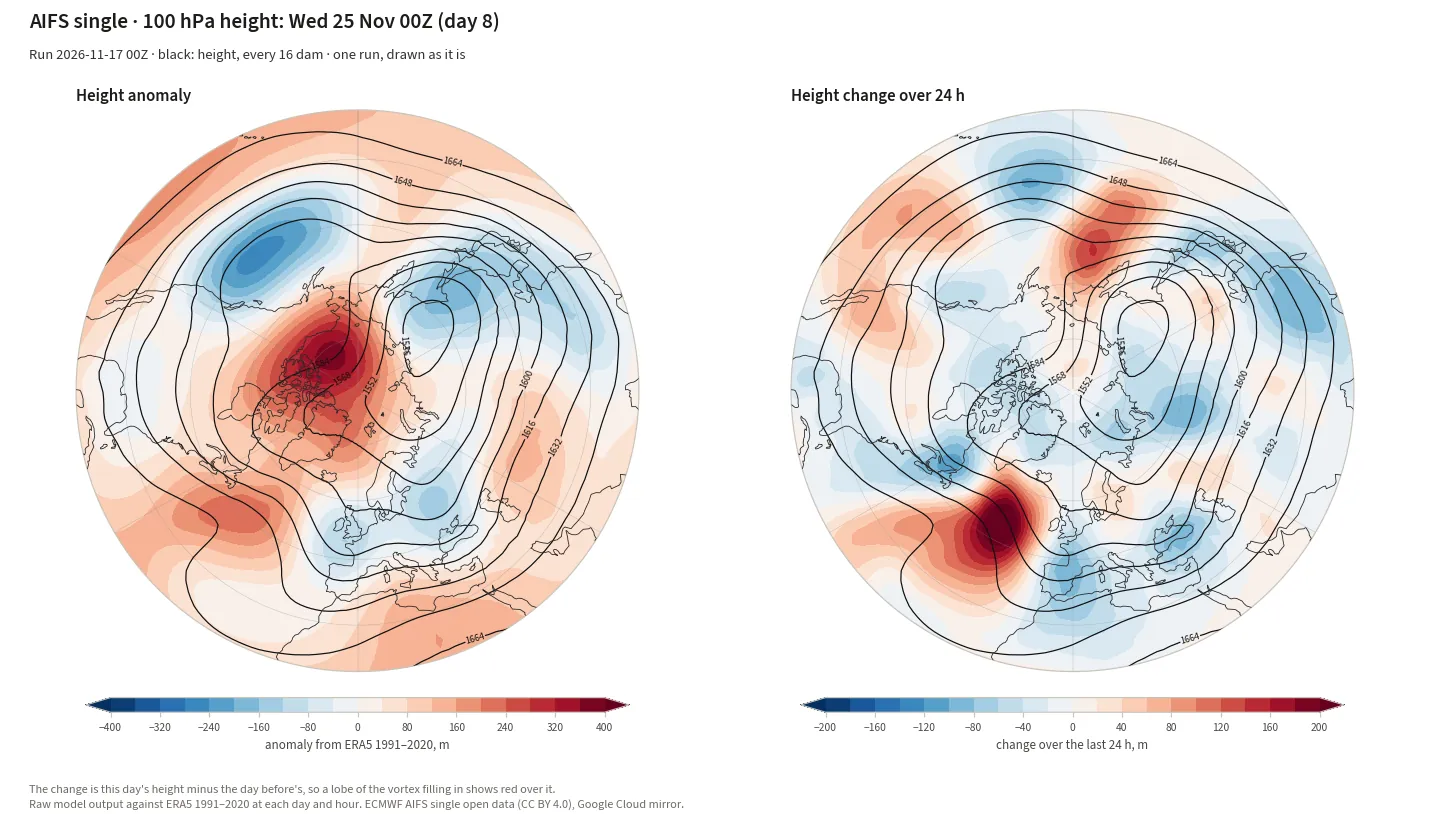 AIFS single · 100 hPa height: Wed 25 Nov 00Z (day 8)
Run 2026-11-17 00Z · black: height, every 16 dam · one run, drawn as it is
Height anomaly
Height change over 24 h
1664
1648
1584
1568
1552
1536
1600
1616
1632
1664
1664
1648
1584
1568
1552
1536
1600
1616
1632
1664
−400 −320 −240 −160 −80 0 80 160 240 320 400
anomaly from ERA5 1991–2020, m
−200 −160 −120 −80 −40 0 40 80 120 160 200
change over the last 24 h, m
The change is this day's height minus the day before's, so a lobe of the vortex filling in shows red over it.
Raw model output against ERA5 1991–2020 at each day and hour. ECMWF AIFS single open data (CC BY 4.0), Google Cloud mirror.